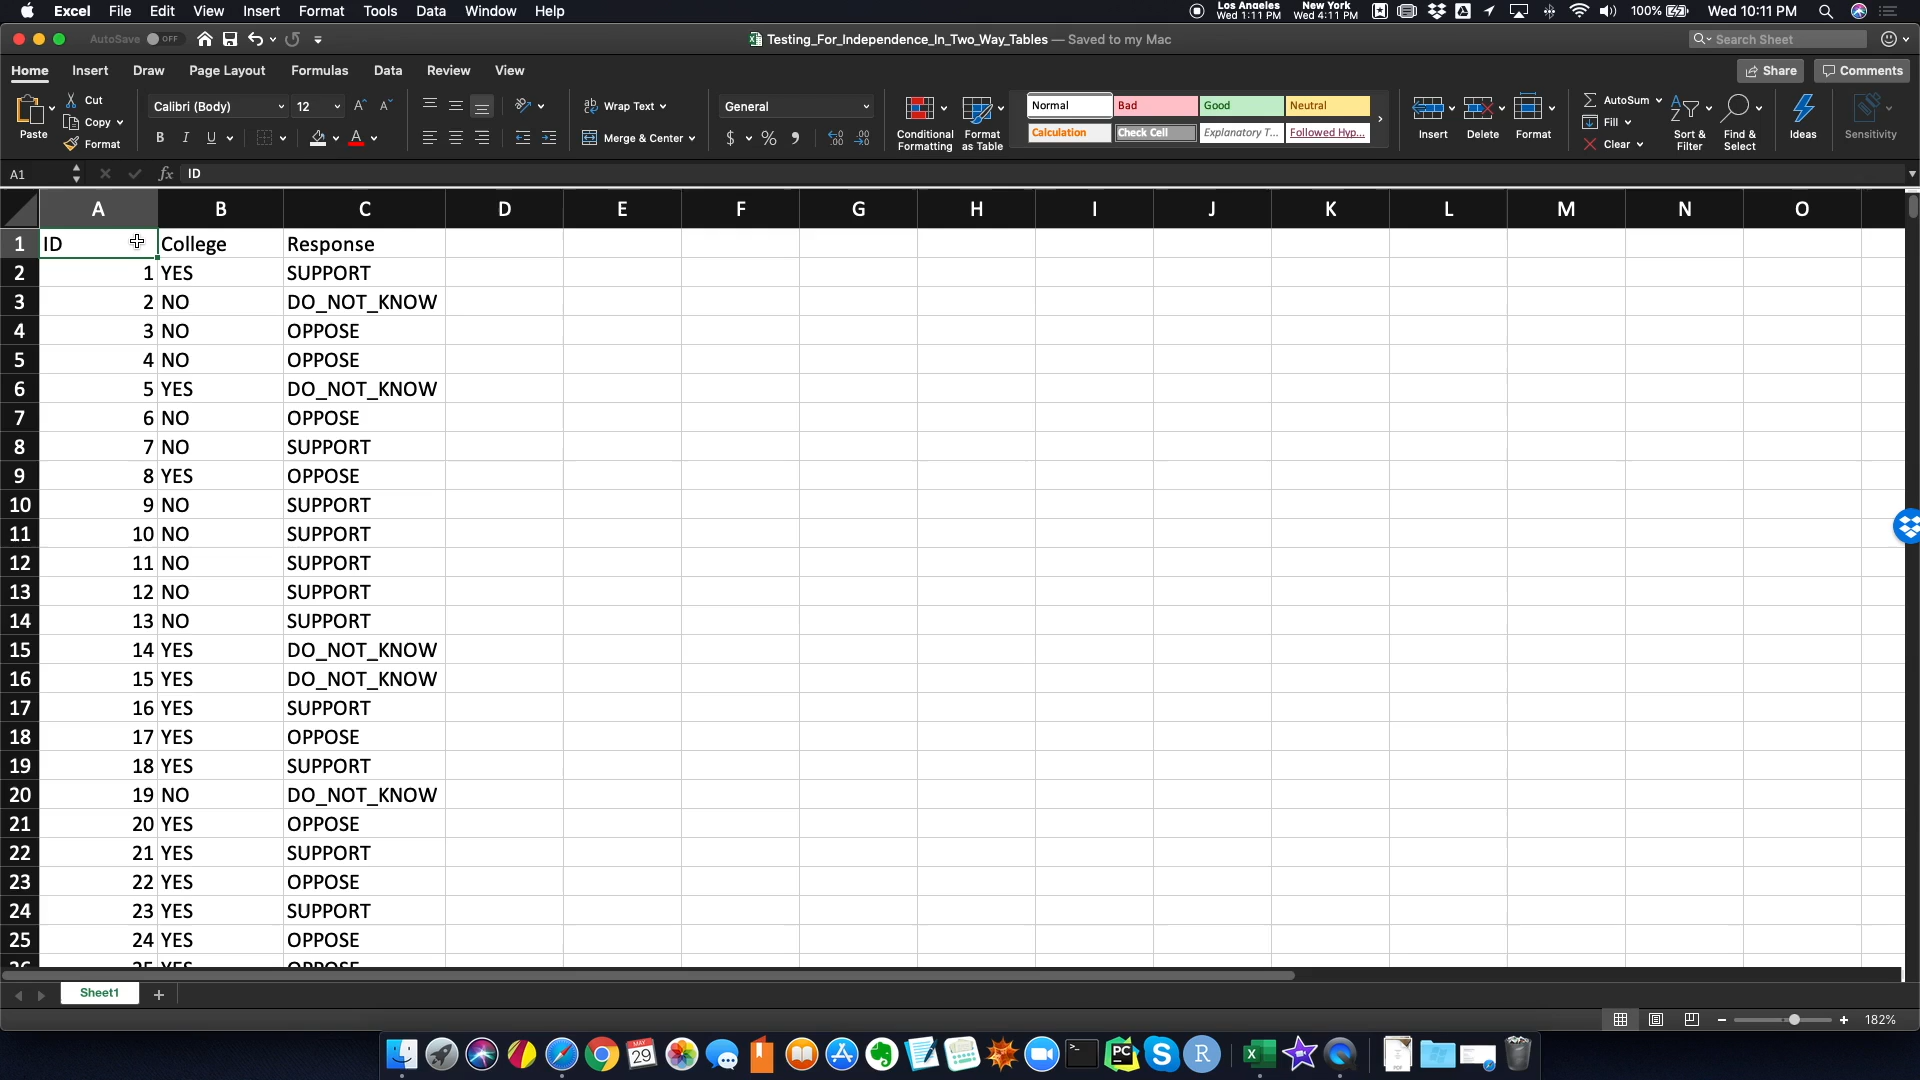 Excel File Edit View Insert Format Tools Data Window Help
Los Angeles New York
Wed 1:11 PM Wed 4:11 PM 100% Wed 10:11 PM
AutoSave OFF Testing_For_Independence_In_Two_Way_Tables — Saved to my Mac Search Sheet
Home Insert Draw Page Layout Formulas Data Review View Share Comments
Paste Cut Copy Format
Calibri (Body) 12
B I U A
Wrap Text
Merge & Center
General
$ %
Conditional Formatting
Format as Table
Normal Bad Good Neutral
Calculation Check Cell Explanatory T... Followed Hyp...
Insert Delete Format
AutoSum
Fill
Clear
Sort & Filter
Find & Select
Ideas
Sensitivity
A1 fx ID
A B C D E F G H I J K L M N O
1 ID College Response
2 1 YES SUPPORT
3 2 NO DO_NOT_KNOW
4 3 NO OPPOSE
5 4 NO OPPOSE
6 5 YES DO_NOT_KNOW
7 6 NO OPPOSE
8 7 NO SUPPORT
9 8 YES OPPOSE
10 9 NO SUPPORT
11 10 NO SUPPORT
12 11 NO SUPPORT
13 12 NO SUPPORT
14 13 NO SUPPORT
15 14 YES DO_NOT_KNOW
16 15 YES DO_NOT_KNOW
17 16 YES SUPPORT
18 17 YES OPPOSE
19 18 YES SUPPORT
20 19 NO DO_NOT_KNOW
21 20 YES OPPOSE
22 21 YES SUPPORT
23 22 YES OPPOSE
24 23 YES SUPPORT
25 24 YES OPPOSE
26 25 YES OPPOSE
Sheet1 +
182%
MAY
29
PC S R X
PDF